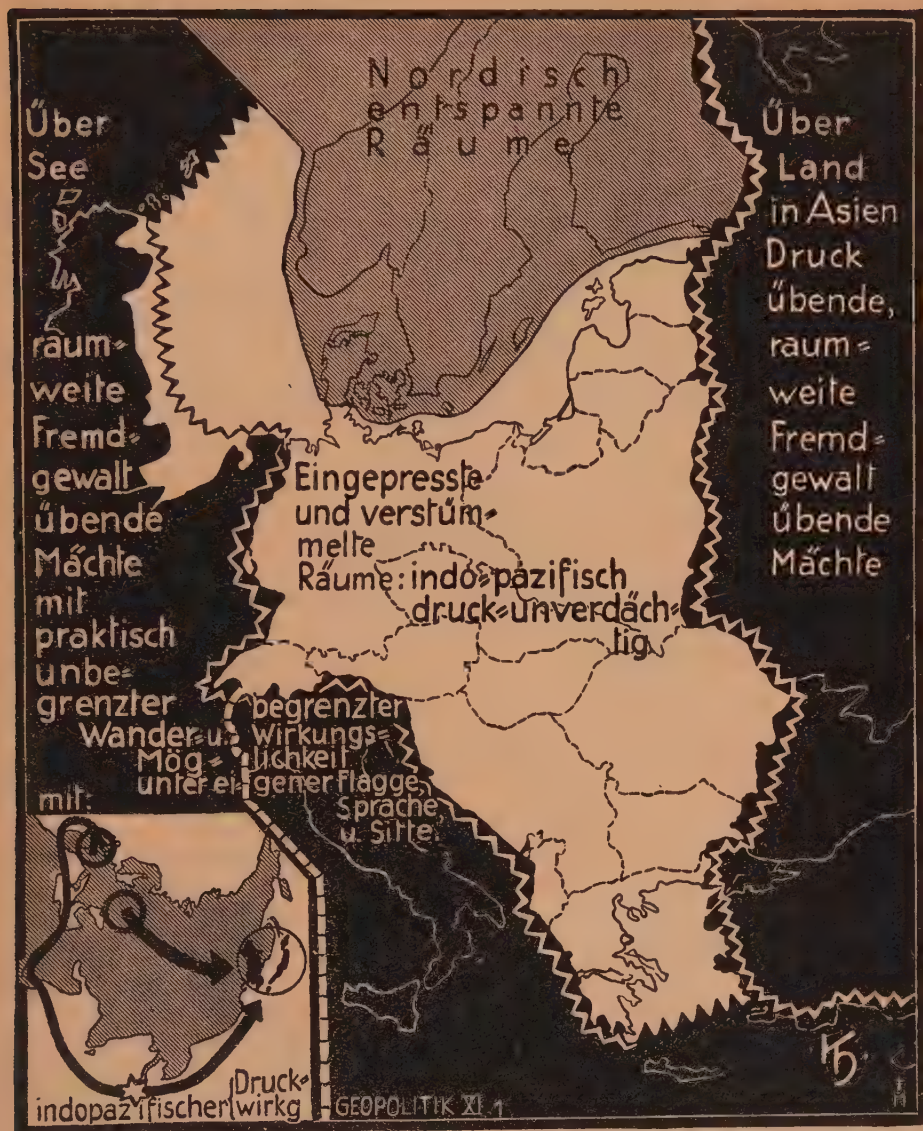 Nordisch
entspannte
Räume
Über
See
raum=
weite
Fremd=
gewalt
übende
Mächte
mit
praktisch
unbe=
grenzter
Wander= u.
Mög=
unter ei
mit:
begrenzter
Wirkungs=
lichkeit
gener Flagge,
Sprache
u. Sitte.
Eingepresste
und verstüm=
melte
Räume: indo=pazifisch
druck=unverdäch=
tig
Über
Land
in Asien
Druck
übende,
raum=
weite
Fremd=
gewalt
übende
Mächte
indopazifischer Druck=
wirkg
GEOPOLITIK XI.1